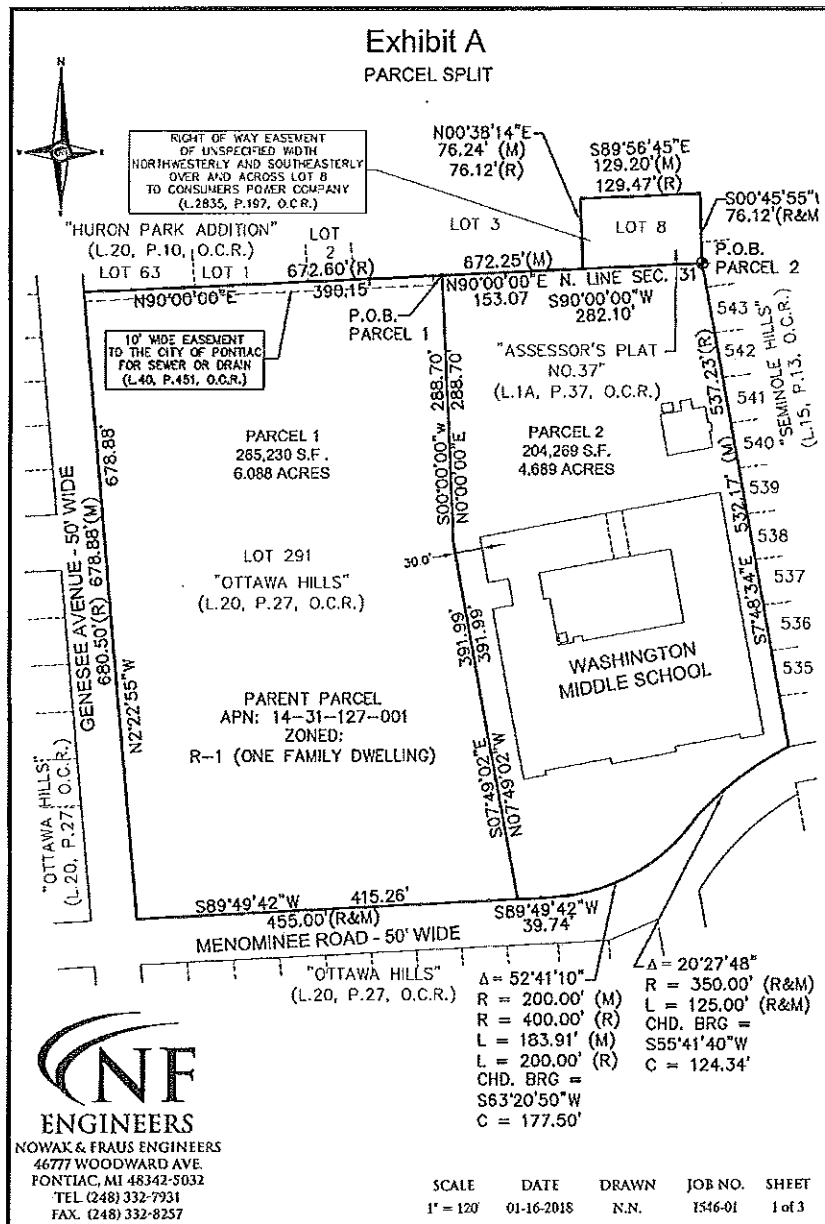 Exhibit A
PARCEL SPLIT
RIGHT OF WAY EASEMENT
OF UNSPECIFIED WIDTH
NORTHWESTERLY AND SOUTHEASTERLY
OVER AND ACROSS LOT 8
TO CONSUMERS POWER COMPANY
(L.2835, P.197, O.C.R.)
N00°38'14"E
76.24' (M)
76.12'(R)
S89°56'45"E
129.20'(M)
129.47'(R)
S00°45'55"
76.12'(R&M
"HURON PARK ADDITION"
(L.20, P.10, O.C.R.)
LOT
2
LOT 3
LOT 8
LOT 63
LOT 1
672.60'(R)
672.25'(M)
P.O.B.
PARCEL 2
N90°00'00"E
390.15'
N90°00'00"E N. LINE SEC. 31
153.07
S90°00'00"W
282.10'
P.O.B.
PARCEL 1
10' WIDE EASEMENT
TO THE CITY OF PONTIAC
FOR SEWER OR DRAIN
(L.40, P.451, O.C.R.)
"ASSESSOR'S PLAT
NO.37"
(L.1A, P.37, O.C.R.)
543
542
541
540
539
538
537
536
535
"SEMINOLE HILLS"
(L.15, P.13, O.C.R.)
537.23'(R)
532.17' (M)
S7°48'34"E
288.70'
288.70'
S00°00'00"W
N0°00'00"E
PARCEL 1
265,230 S.F.
6.088 ACRES
PARCEL 2
204,269 S.F.
4.689 ACRES
678.88'
GENESEE AVENUE - 50' WIDE
680.50'(R) 678.88'(M)
N2°22'55"W
30.0'
LOT 291
"OTTAWA HILLS"
(L.20, P.27, O.C.R.)
391.99'
391.99'
S07°49'02"E
N07°49'02"W
WASHINGTON
MIDDLE SCHOOL
PARENT PARCEL
APN: 14-31-127-001
ZONED:
R-1 (ONE FAMILY DWELLING)
"OTTAWA HILLS"
(L.20, P.27, O.C.R.)
S89°49'42"W
415.26'
455.00'(R&M)
S89°49'42"W
39.74'
MENOMINEE ROAD - 50' WIDE
"OTTAWA HILLS"
(L.20, P.27, O.C.R.)
Δ = 52°41'10"
R = 200.00' (M)
R = 400.00' (R)
L = 183.91' (M)
L = 200.00' (R)
CHD. BRG =
S63°20'50"W
C = 177.50'
Δ = 20°27'48"
R = 350.00' (R&M)
L = 125.00' (R&M)
CHD. BRG =
S55°41'40"W
C = 124.34'
NF
ENGINEERS
NOWAK & FRAUS ENGINEERS
46777 WOODWARD AVE.
PONTIAC, MI 48342-5032
TEL. (248) 332-7931
FAX. (248) 332-8257
SCALE DATE DRAWN JOB NO. SHEET
1" = 120' 01-16-2018 N.N. 1546-01 1 of 3